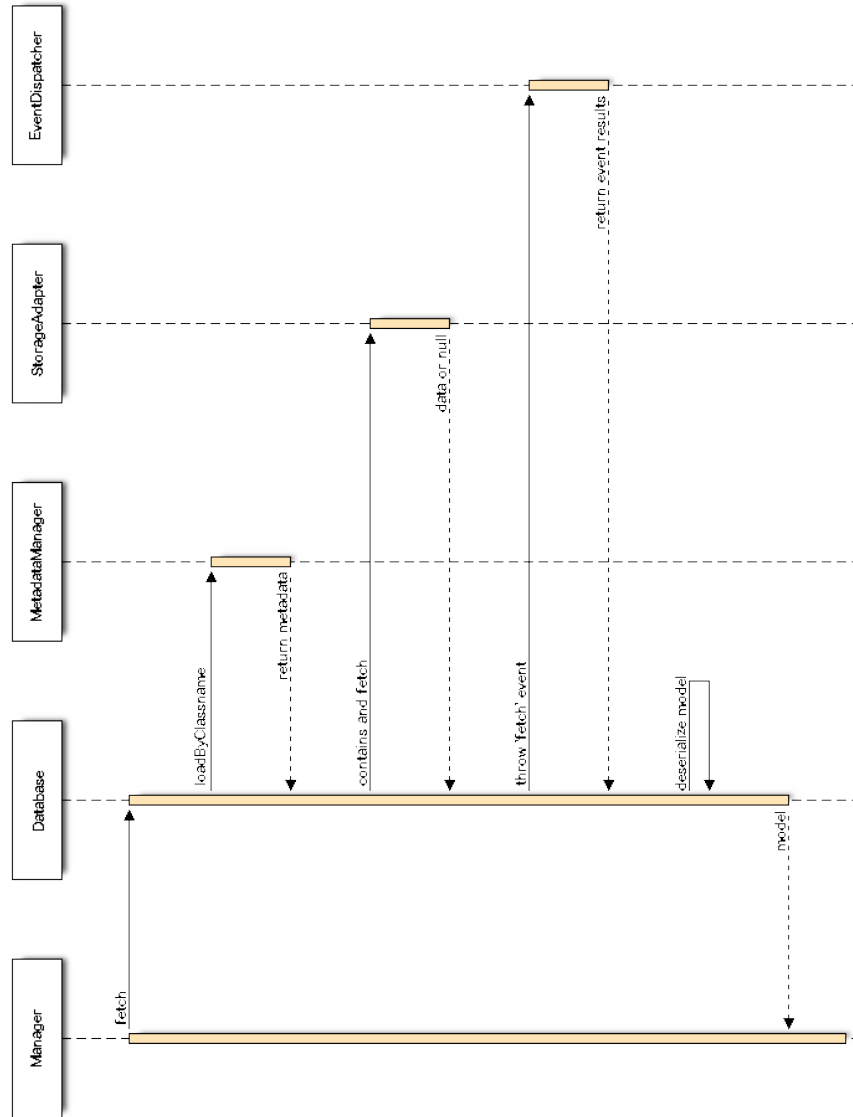 Manager
Database
MetadataManager
StorageAdapter
EventDispatcher
fetch
loadByClassname
return metadata
contains and fetch
data or null
throw 'fetch' event
return event results
deserialize model
model